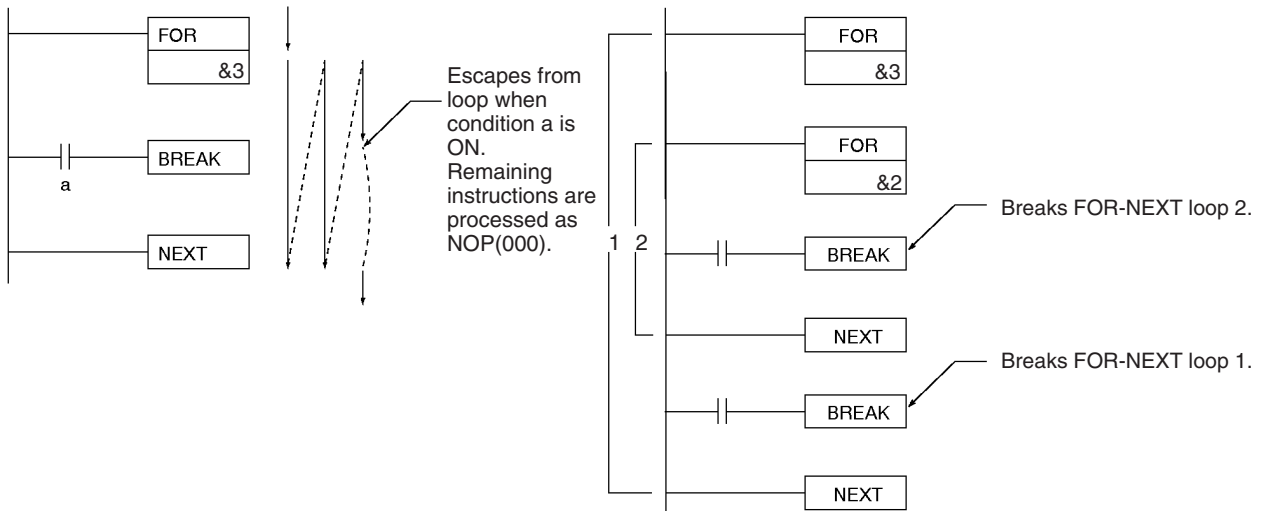 FOR
&3
BREAK
a
NEXT
Escapes from
loop when
condition a is
ON.
Remaining
instructions are
processed as
NOP(000).
1 2
FOR
&3
FOR
&2
BREAK
Breaks FOR-NEXT loop 2.
NEXT
Breaks FOR-NEXT loop 1.
BREAK
NEXT